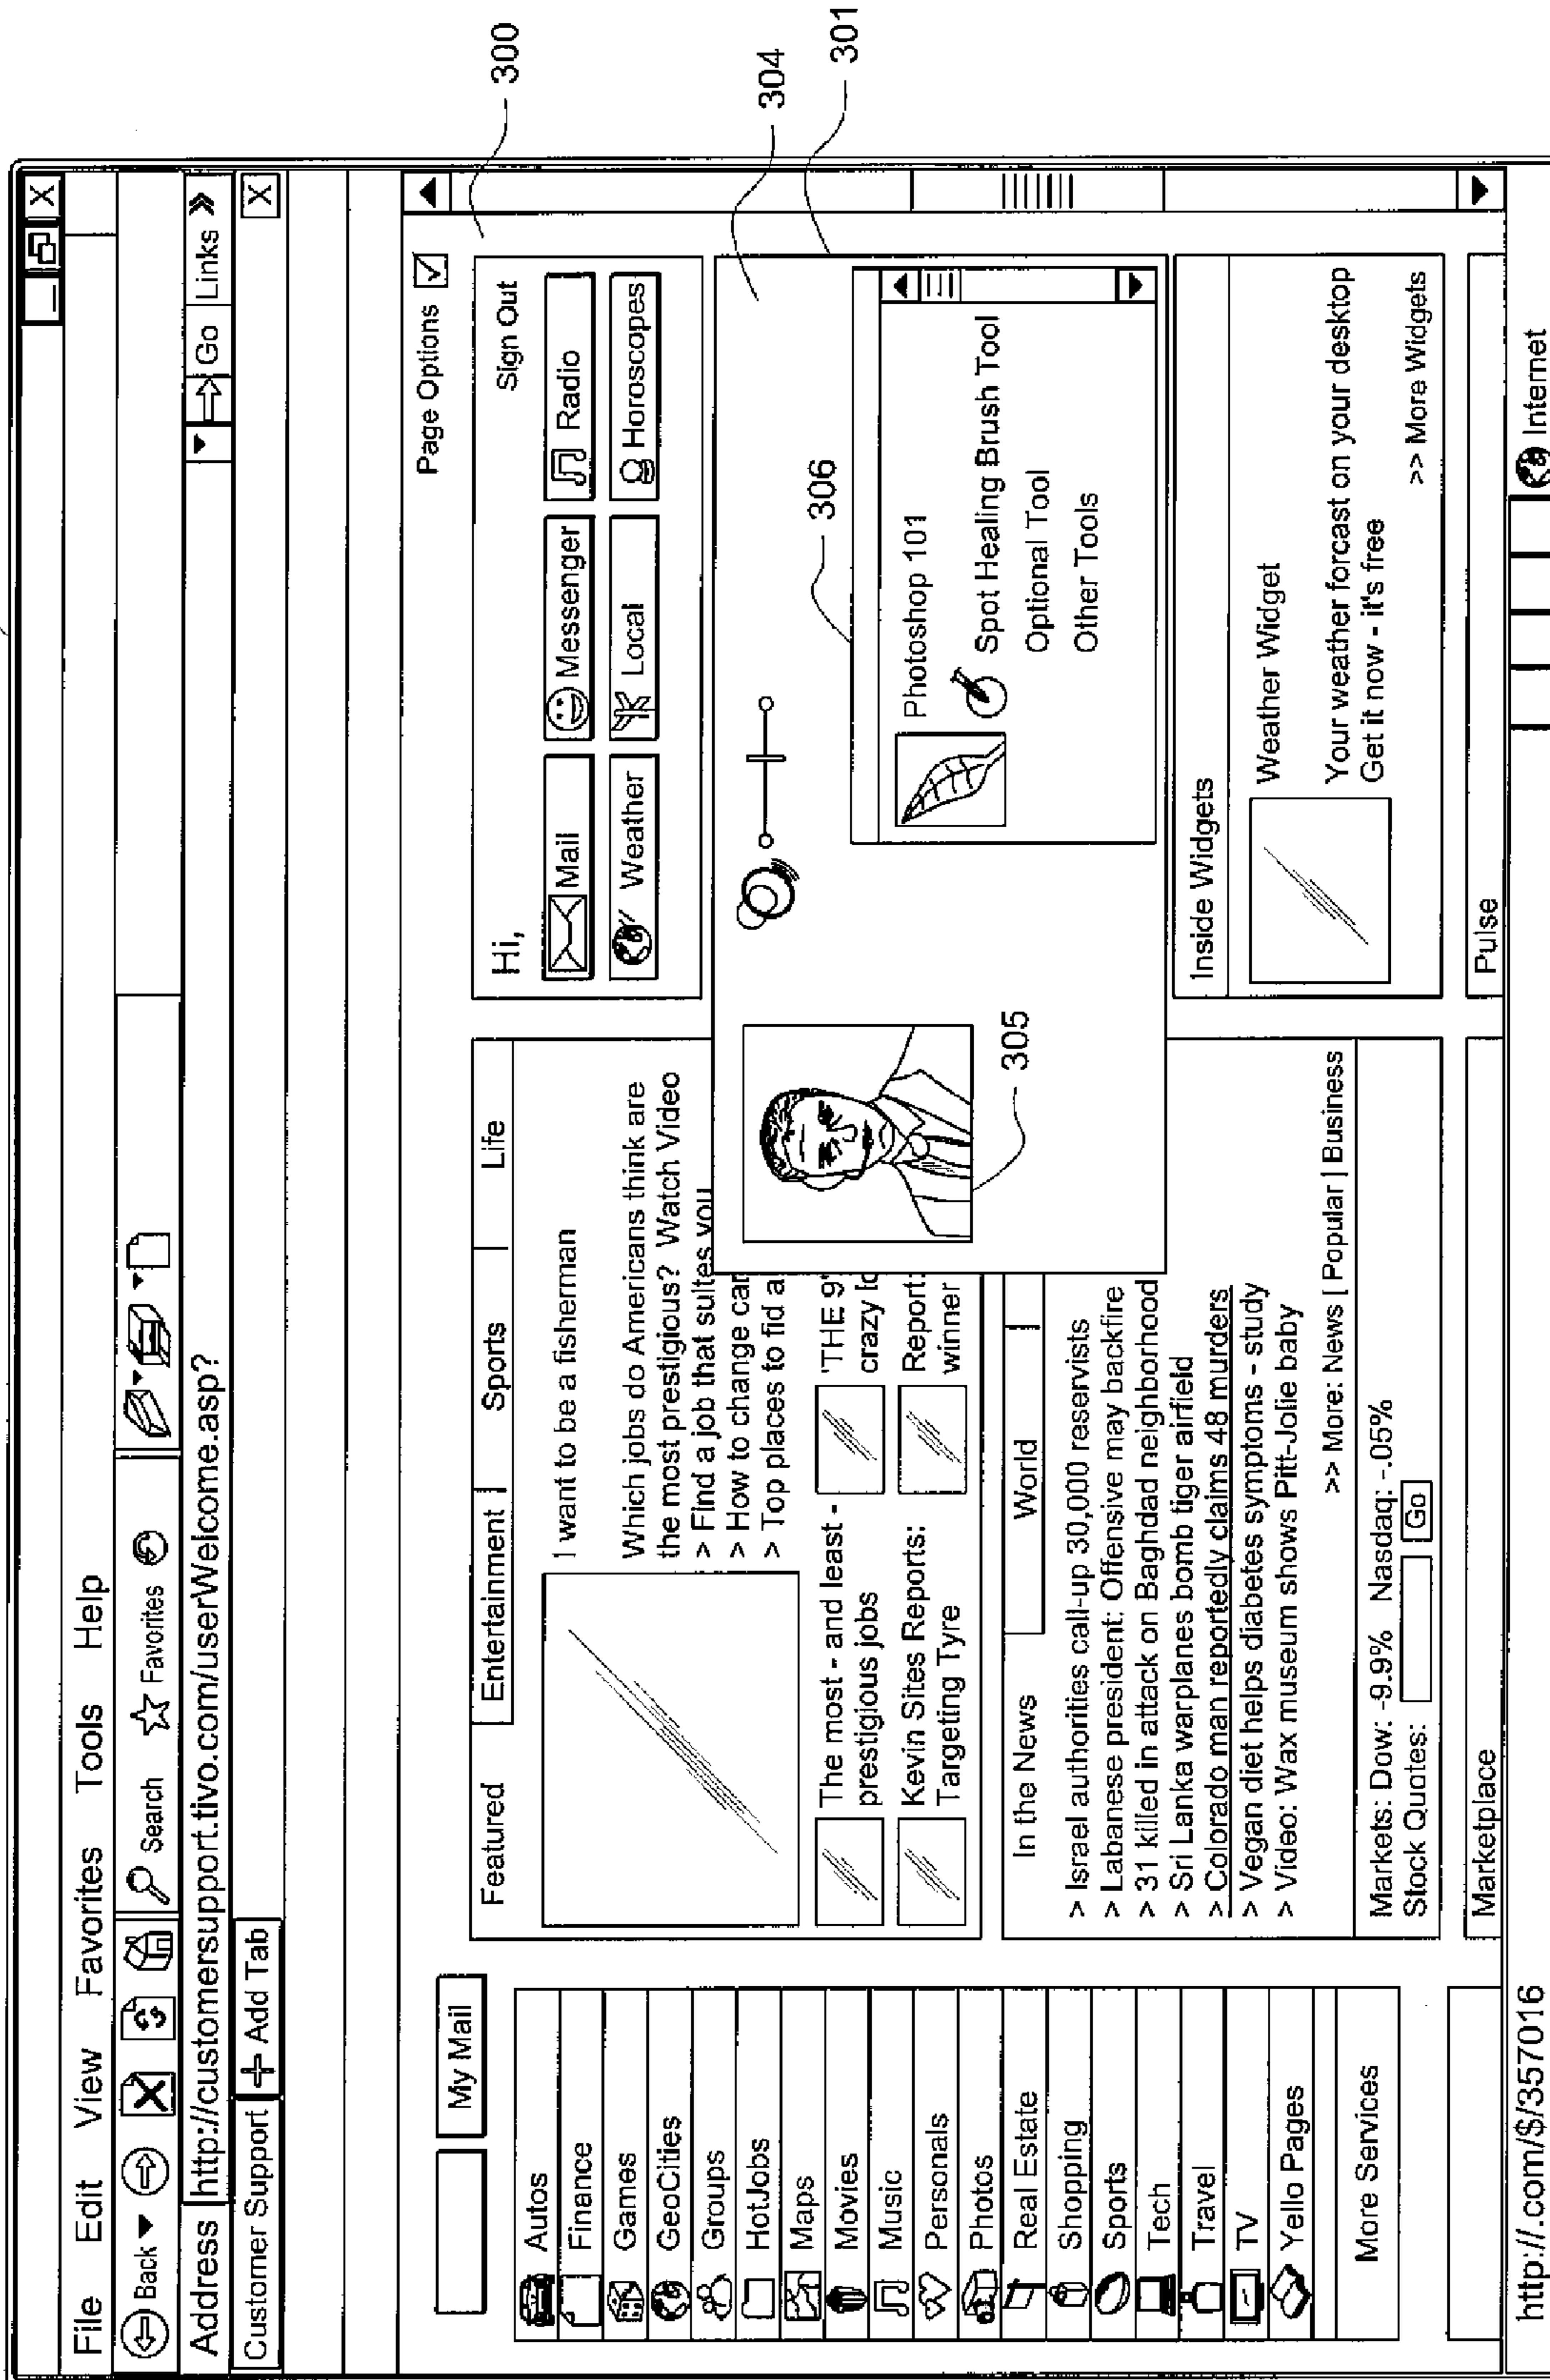 File Edit View Favorites Tools Help
Back Search Favorites
Address http://customersupport.tivo.com/userWelcome.asp? Go Links »
Customer Support + Add Tab X
My Mail
Page Options
Autos
Finance
Games
GeoCities
Groups
HotJobs
Maps
Movies
Music
Personals
Photos
Real Estate
Shopping
Sports
Tech
Travel
TV
Yello Pages
More Services
Featured Entertainment Sports Life
I want to be a fisherman
Which jobs do Americans think are
the most prestigious? Watch Video
> Find a job that suites you
> How to change car
> Top places to fid a
The most - and least -
prestigious jobs
'THE 9
crazy
Kevin Sites Reports:
Targeting Tyre
Report:
winner
In the News World
> Israel authorities call-up 30,000 reservists
> Labanese president: Offensive may backfire
> 31 killed in attack on Baghdad neighborhood
> Sri Lanka warplanes bomb tiger airfield
> Colorado man reportedly claims 48 murders
> Vegan diet helps diabetes symptoms - study
> Video: Wax museum shows Pitt-Jolie baby
>> More: News | Popular | Business
Markets: Dow: -9.9% Nasdaq: -.05%
Stock Quotes: Go
Marketplace
Hi, Sign Out
Mail Messenger Radio
Weather Local Horoscopes
Photoshop 101
Spot Healing Brush Tool
Optional Tool
Other Tools
Inside Widgets
Weather Widget
Your weather forcast on your desktop
Get it now - it's free
>> More Widgets
Pulse
http://.com/$/357016 Internet
300
304
301
306
305